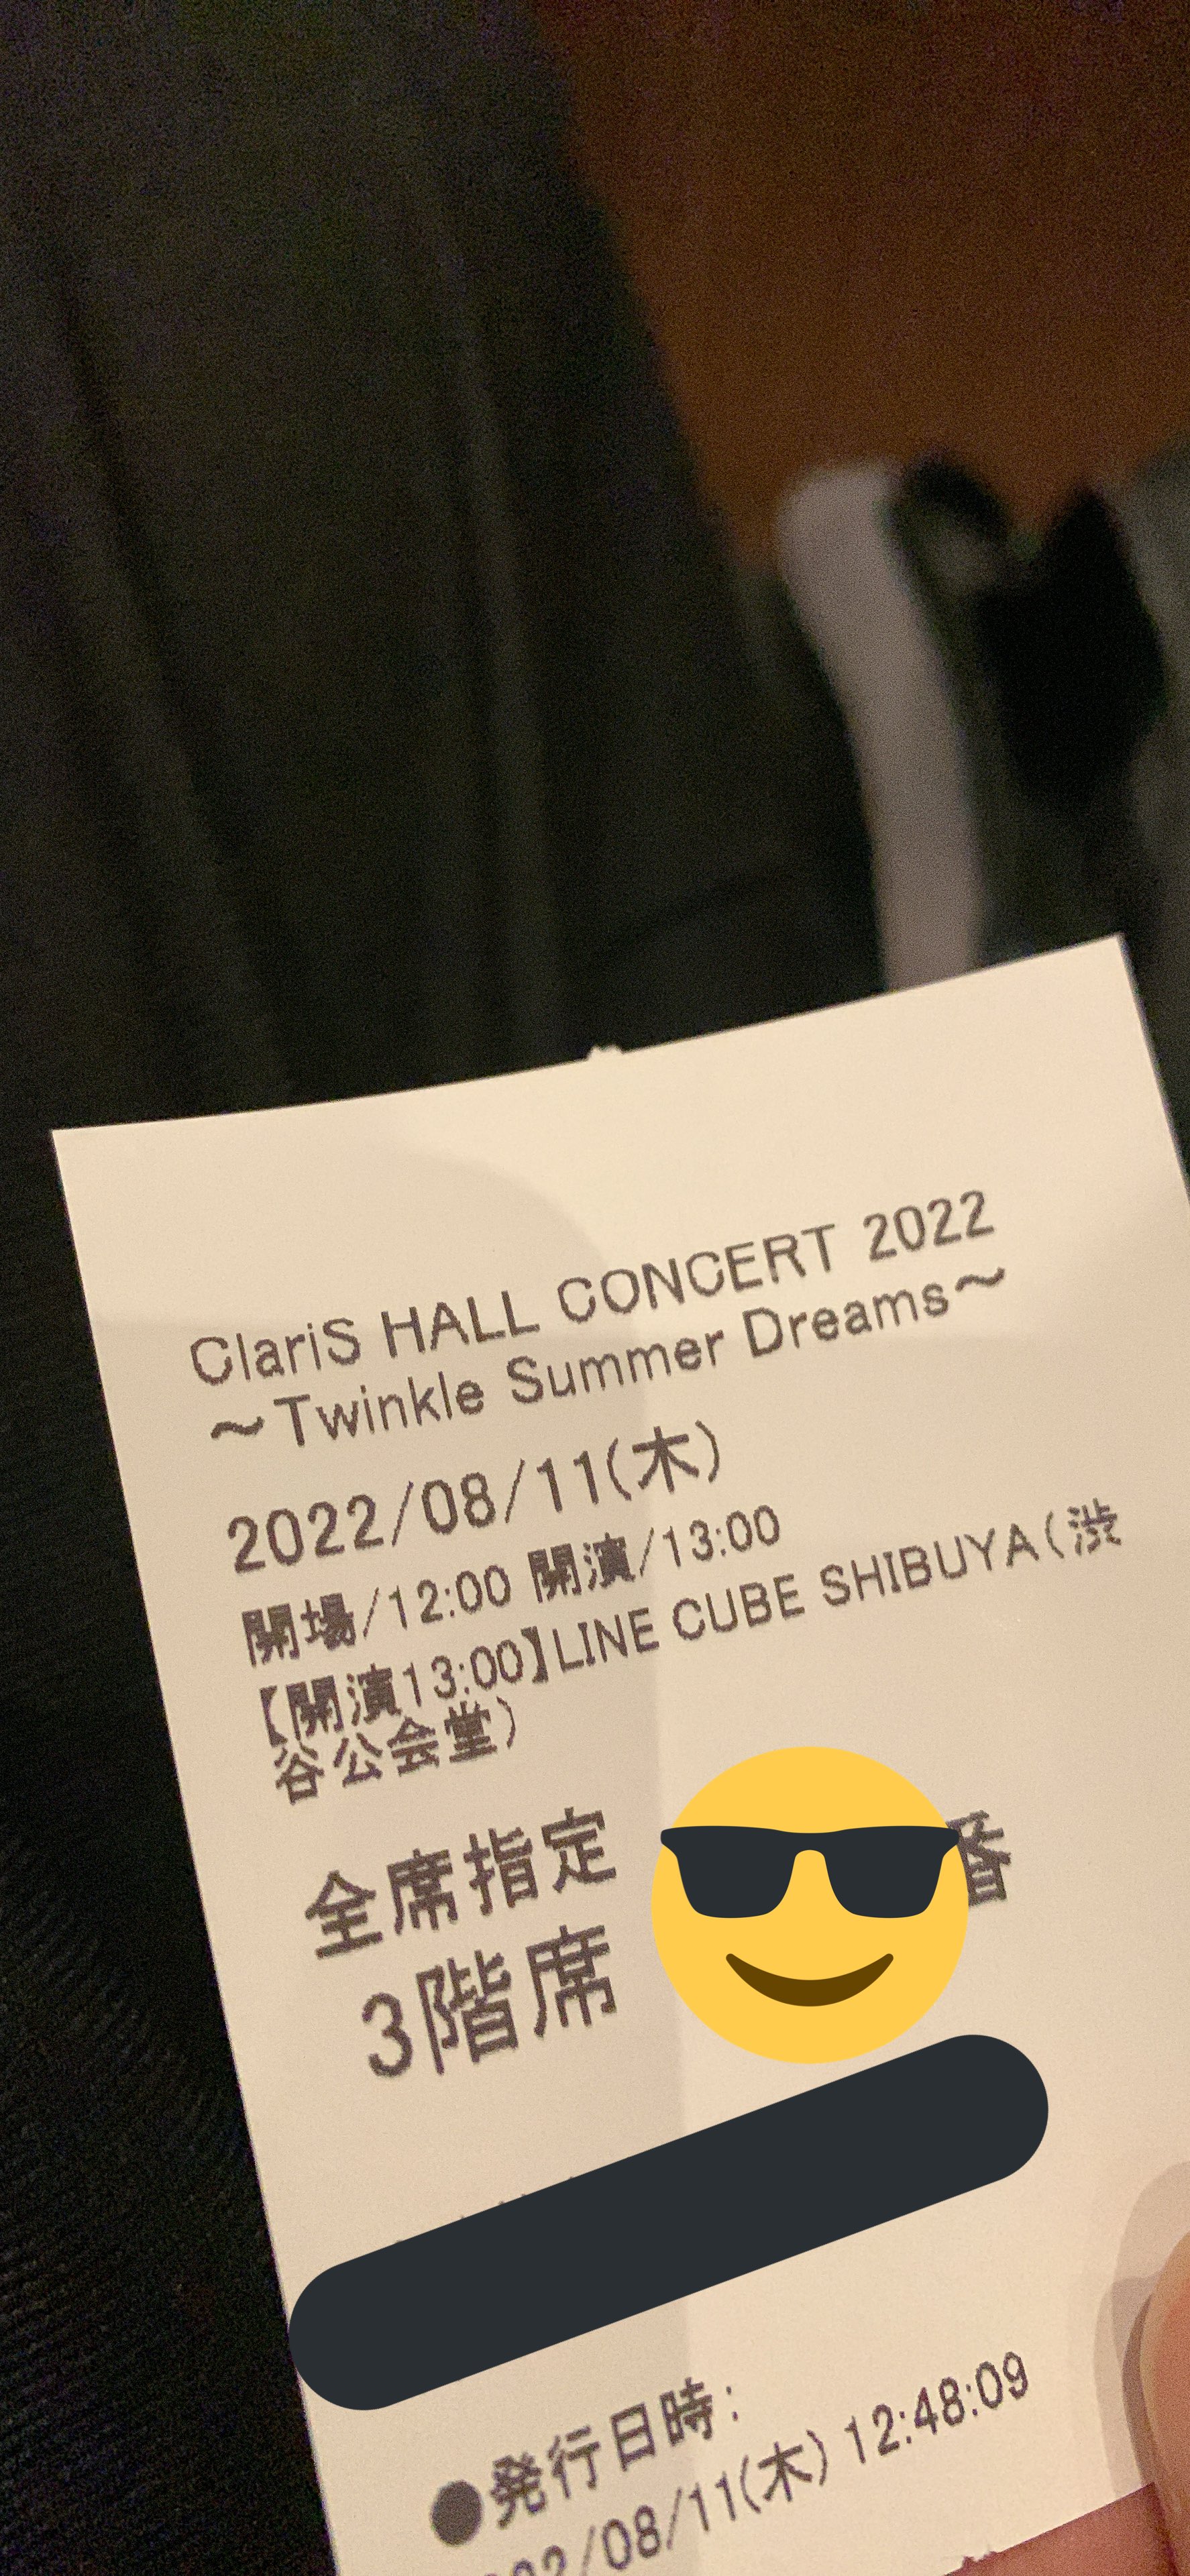 ClariS HALL CONCERT 2022
～Twinkle Summer Dreams～
2022/08/11(木)
開場/12:00 開演/13:00
【開演13:00】LINE CUBE SHIBUYA(渋
谷公会堂)
全席指定
番
3階席
●発行日時:
22/08/11(木) 12:48:09